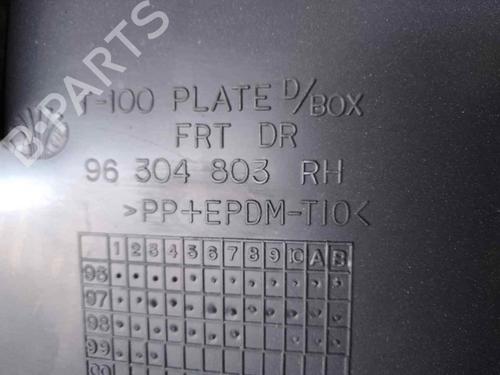 T-100 PLATE D/BOX
FRT DR
96 304 803 RH
>PP+EPDM-T10<
1 2 3 4 5 6 7 8 9 10 A B
96
97
98
99
B-PARTS